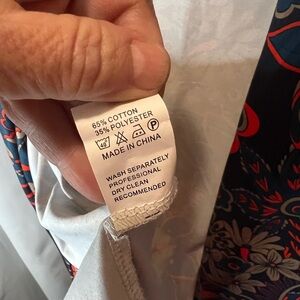 65% COTTON
35% POLYESTER
MADE IN CHINA
WASH SEPARATELY
PROFESSIONAL
DRY CLEAN
RECOMMENDED